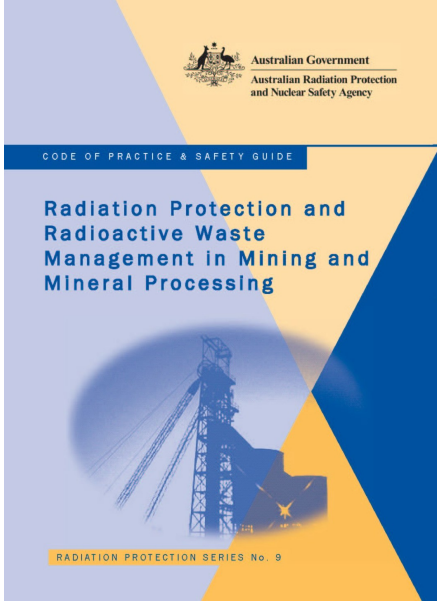 Australian Government
Australian Radiation Protection
and Nuclear Safety Agency
CODE OF PRACTICE & SAFETY GUIDE
Radiation Protection and
Radioactive Waste
Management in Mining and
Mineral Processing
RADIATION PROTECTION SERIES No. 9